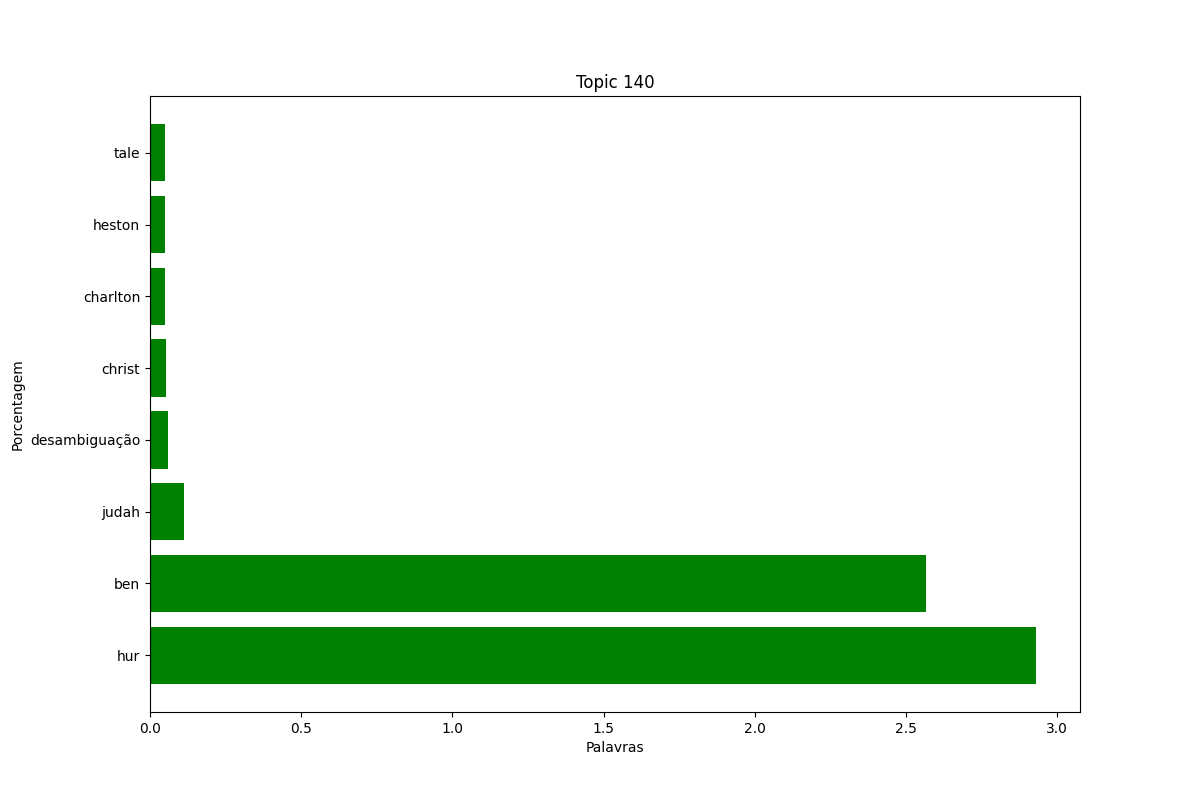 Topic 140
tale
heston
charlton
christ
desambiguação
judah
ben
hur
Porcentagem
0.0 0.5 1.0 1.5 2.0 2.5 3.0
Palavras